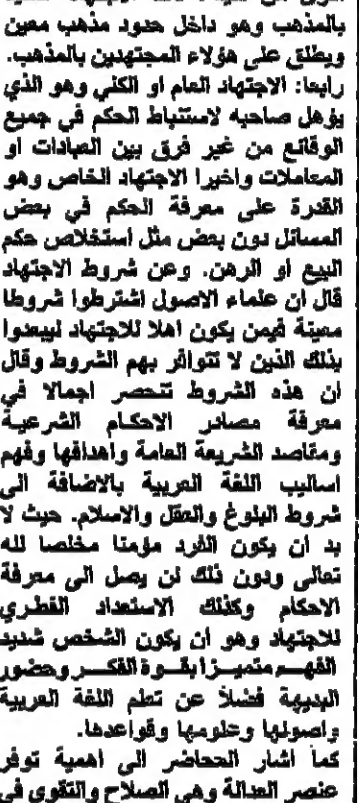 بالمذهب وهو داخل حدود مذهب معين
ويطلق على هؤلاء المجتهدين بالمذهب.
رابعا: الاجتهاد العام او الكلي وهو الذي
يؤهل صاحبه لاستنباط الحكم في جميع
الوقائع من غير فرق بين العبادات او
المعاملات واخيرا الاجتهاد الخاص وهو
القدرة على معرفة الحكم في بعض
المسائل دون بعض مثل استخلاص حكم
البيع او الرهن. وعن شروط الاجتهاد
قال ان علماء الاصول اشترطوا شروطا
معينة فيمن يكون اهلا للاجتهاد ليبعدوا
بذلك الذين لا تتوافر بهم الشروط وقال
ان هذه الشروط تنحصر اجمالا في
معرفة مصادر الاحكام الشرعية
ومقاصد الشريعة العامة واهدافها وفهم
اساليب اللغة العربية بالاضافة الى
شروط البلوغ والعقل والاسلام. حيث لا
بد ان يكون الفرد مؤمنا مخلصا لله
تعالى ودون ذلك لن يصل الى معرفة
الاحكام وكذلك الاستعداد الفطري
للاجتهاد وهو ان يكون الشخص شديد
الفهم متميزا بقوة الفكر وحضور
البديهة فضلا عن تعلم اللغة العربية
واصولها وعلومها وقواعدها.
كما اشار المحاضر الى اهمية توفر
عنصر العدالة وهي الصلاح والتقوى في